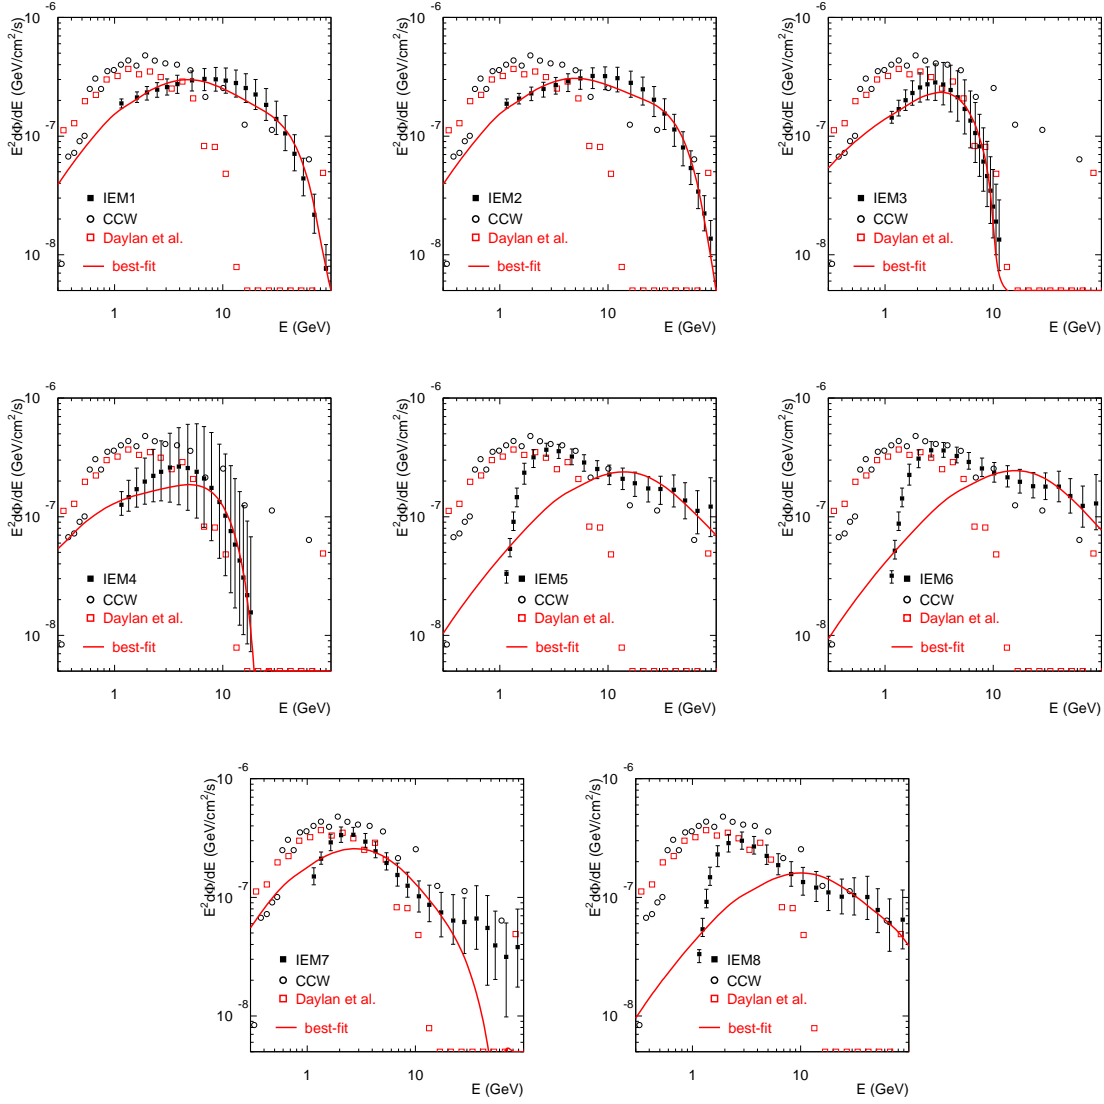 E²dΦ/dE (GeV/cm²/s)
10⁻⁶
10⁻⁷
10⁻⁸
IEM1
CCW
Daylan et al.
best-fit
1
10
E (GeV)
E²dΦ/dE (GeV/cm²/s)
10⁻⁶
10⁻⁷
10⁻⁸
IEM2
CCW
Daylan et al.
best-fit
1
10
E (GeV)
E²dΦ/dE (GeV/cm²/s)
10⁻⁶
10⁻⁷
10⁻⁸
IEM3
CCW
Daylan et al.
best-fit
1
10
E (GeV)
E²dΦ/dE (GeV/cm²/s)
10⁻⁶
10⁻⁷
10⁻⁸
IEM4
CCW
Daylan et al.
best-fit
1
10
E (GeV)
E²dΦ/dE (GeV/cm²/s)
10⁻⁶
10⁻⁷
10⁻⁸
IEM5
CCW
Daylan et al.
best-fit
1
10
E (GeV)
E²dΦ/dE (GeV/cm²/s)
10⁻⁶
10⁻⁷
10⁻⁸
IEM6
CCW
Daylan et al.
best-fit
1
10
E (GeV)
E²dΦ/dE (GeV/cm²/s)
10⁻⁶
10⁻⁷
10⁻⁸
IEM7
CCW
Daylan et al.
best-fit
1
10
E (GeV)
E²dΦ/dE (GeV/cm²/s)
10⁻⁶
10⁻⁷
10⁻⁸
IEM8
CCW
Daylan et al.
best-fit
1
10
E (GeV)